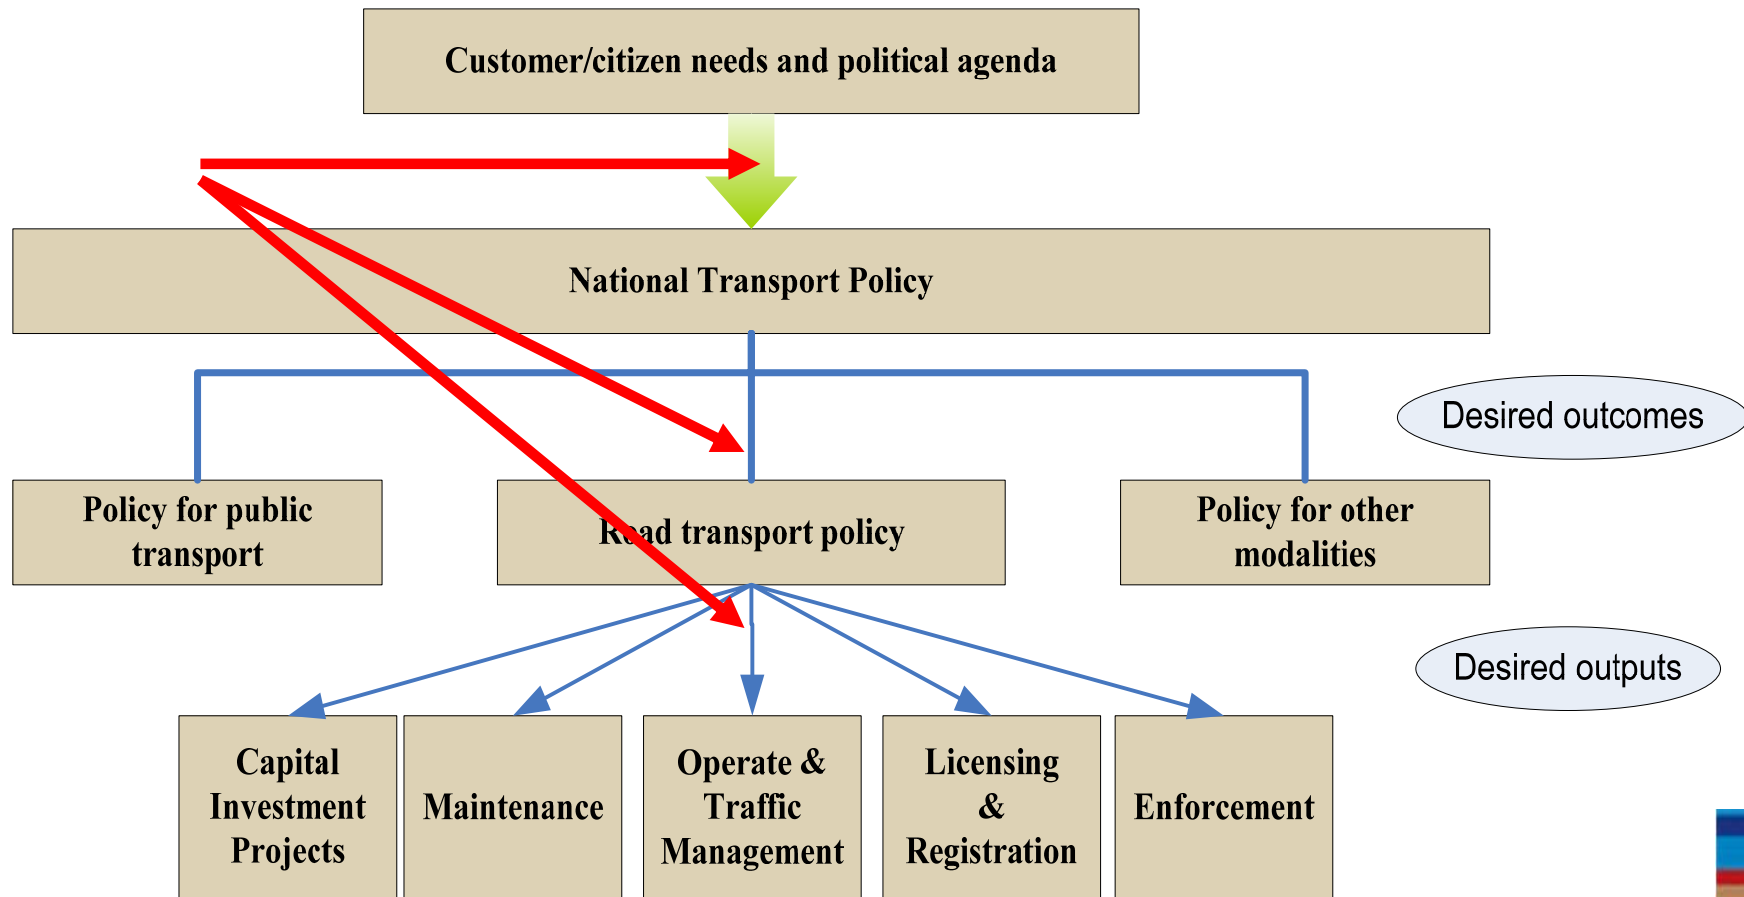 Customer/citizen needs and political agenda
National Transport Policy
Desired outcomes
Policy for public
transport
Road transport policy
Policy for other
modalities
Desired outputs
Capital
Investment
Projects
Maintenance
Operate &
Traffic
Management
Licensing
&
Registration
Enforcement